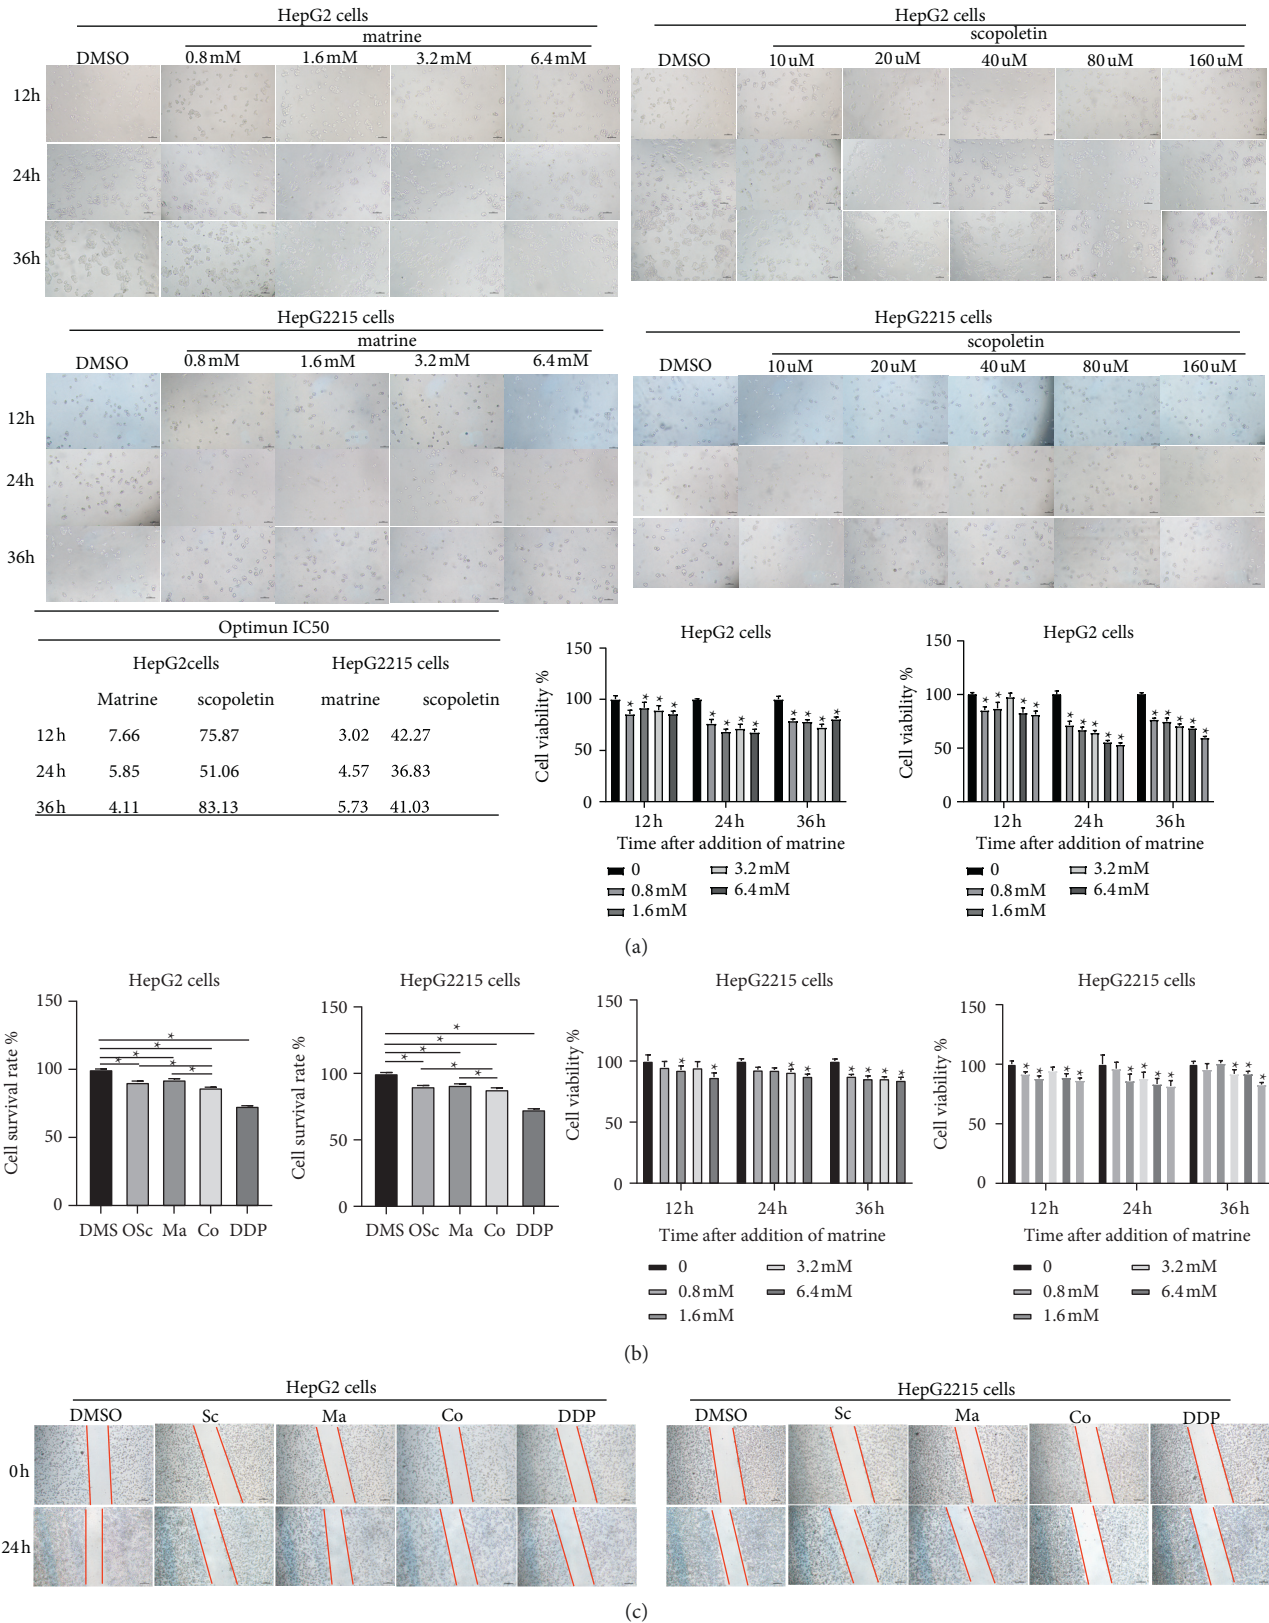 HepG2 cells
matrine
DMSO 0.8 mM 1.6 mM 3.2 mM 6.4 mM
12h
24h
36h
HepG2 cells
scopoletin
DMSO 10 uM 20 uM 40 uM 80 uM 160 uM
HepG2215 cells
matrine
DMSO 0.8 mM 1.6 mM 3.2 mM 6.4 mM
12h
24h
36h
HepG2215 cells
scopoletin
DMSO 10 uM 20 uM 40 uM 80 uM 160 uM
Optimun IC50
HepG2cells HepG2215 cells
Matrine scopoletin matrine scopoletin
12 h 7.66 75.87 3.02 42.27
24 h 5.85 51.06 4.57 36.83
36 h 4.11 83.13 5.73 41.03
HepG2 cells
Cell viability %
150
100
50
0
* * * * * * * * * * * *
12 h 24 h 36 h
Time after addition of matrine
0 3.2 mM
0.8 mM 6.4 mM
1.6 mM
HepG2 cells
Cell viability %
150
100
50
0
* * * * * * * * * * * * * *
12 h 24 h 36 h
Time after addition of matrine
0 3.2 mM
0.8 mM 6.4 mM
1.6 mM
(a)
HepG2 cells
Cell survival rate %
150
100
50
0
* * * * * *
DMS OSc Ma Co DDP
HepG2215 cells
Cell survival rate %
150
100
50
0
* * * * * *
DMS OSc Ma Co DDP
HepG2215 cells
Cell viability %
150
100
50
0
* * * * * * * *
12 h 24 h 36 h
Time after addition of matrine
0 3.2 mM
0.8 mM 6.4 mM
1.6 mM
HepG2215 cells
Cell viability %
150
100
50
0
* * * * * * * * * * *
12 h 24 h 36 h
Time after addition of matrine
0 3.2 mM
0.8 mM 6.4 mM
1.6 mM
(b)
HepG2 cells
DMSO Sc Ma Co DDP
0 h
24 h
HepG2215 cells
DMSO Sc Ma Co DDP
(c)